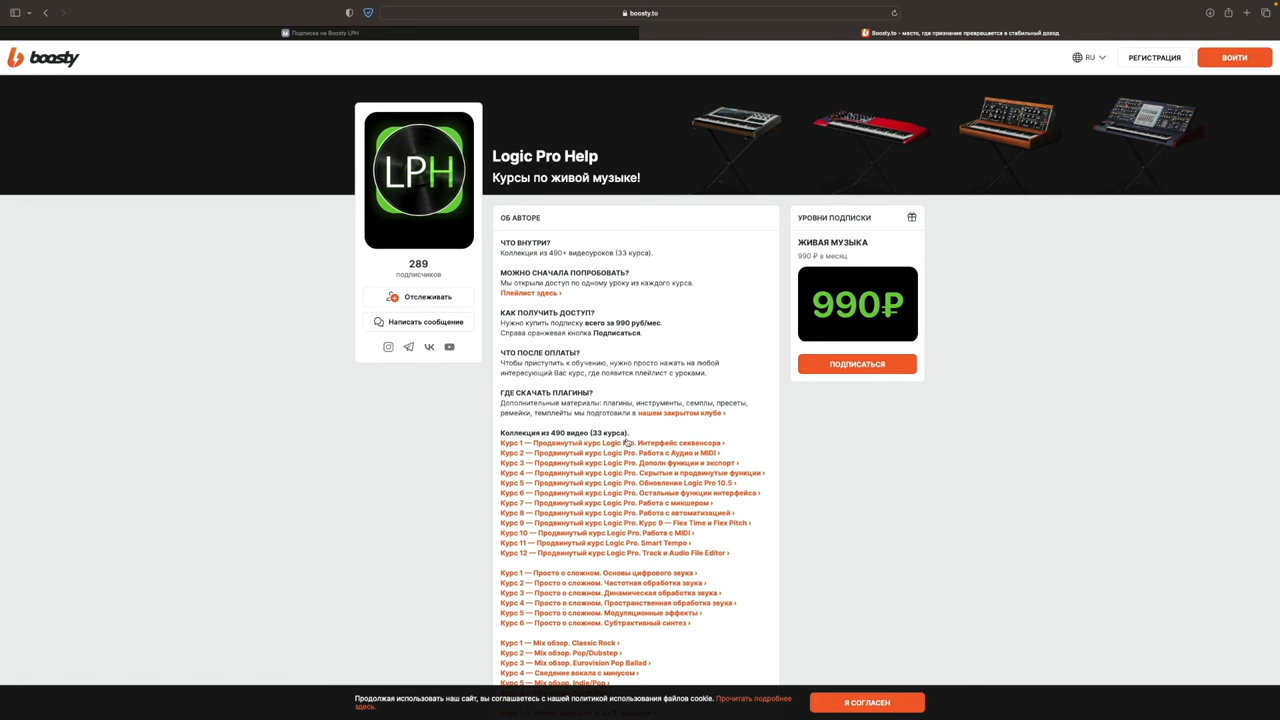 boosty.to
Подписка на Boosty LPH
Boosty.to – место, где признание превращается в стабильный доход
boosty
RU
РЕГИСТРАЦИЯ
ВОЙТИ
LPH
Logic Pro Help
Курсы по живой музыке!
289
подписчиков
Отслеживать
Написать сообщение
ОБ АВТОРЕ
ЧТО ВНУТРИ?
Коллекция из 490+ видеоуроков (33 курса).
МОЖНО СНАЧАЛА ПОПРОБОВАТЬ?
Мы открыли доступ по одному уроку из каждого курса.
Плейлист здесь ›
КАК ПОЛУЧИТЬ ДОСТУП?
Нужно купить подписку всего за 990 руб/мес.
Справа оранжевая кнопка Подписаться.
ЧТО ПОСЛЕ ОПЛАТЫ?
Чтобы приступить к обучению, нужно просто нажать на любой
интересующий Вас курс, где появится плейлист с уроками.
ГДЕ СКАЧАТЬ ПЛАГИНЫ?
Дополнительные материалы: плагины, инструменты, семплы, пресеты,
ремейки, темплейты мы подготовили в нашем закрытом клубе ›
Коллекция из 490 видео (33 курса).
Курс 1 — Продвинутый курс Logic Pro. Интерфейс секвенсора ›
Курс 2 — Продвинутый курс Logic Pro. Работа с Аудио и MIDI ›
Курс 3 — Продвинутый курс Logic Pro. Дополн функции и экспорт ›
Курс 4 — Продвинутый курс Logic Pro. Скрытые и продвинутые функции ›
Курс 5 — Продвинутый курс Logic Pro. Обновление Logic Pro 10.5 ›
Курс 6 — Продвинутый курс Logic Pro. Остальные функции интерфейса ›
Курс 7 — Продвинутый курс Logic Pro. Работа с микшером ›
Курс 8 — Продвинутый курс Logic Pro. Работа с автоматизацией ›
Курс 9 — Продвинутый курс Logic Pro. Курс 9 — Flex Time и Flex Pitch ›
Курс 10 — Продвинутый курс Logic Pro. Работа с MIDI ›
Курс 11 — Продвинутый курс Logic Pro. Smart Tempo ›
Курс 12 — Продвинутый курс Logic Pro. Track и Audio File Editor ›
Курс 1 — Просто о сложном. Основы цифрового звука ›
Курс 2 — Просто о сложном. Частотная обработка звука ›
Курс 3 — Просто о сложном. Динамическая обработка звука ›
Курс 4 — Просто о сложном. Пространственная обработка звука ›
Курс 5 — Просто о сложном. Модуляционные эффекты ›
Курс 6 — Просто о сложном. Субтрактивный синтез ›
Курс 1 — Mix обзор. Classic Rock ›
Курс 2 — Mix обзор. Pop/Dubstep ›
Курс 3 — Mix обзор. Eurovision Pop Ballad ›
Курс 4 — Сведение вокала с минусом ›
Курс 5 — Mix обзор. Indie/Pop ›
УРОВНИ ПОДПИСКИ
ЖИВАЯ МУЗЫКА
990 ₽ в месяц
990₽
ПОДПИСАТЬСЯ
Продолжая использовать наш сайт, вы соглашаетесь с нашей политикой использования файлов cookie. Прочитать подробнее
здесь.
Я СОГЛАСЕН